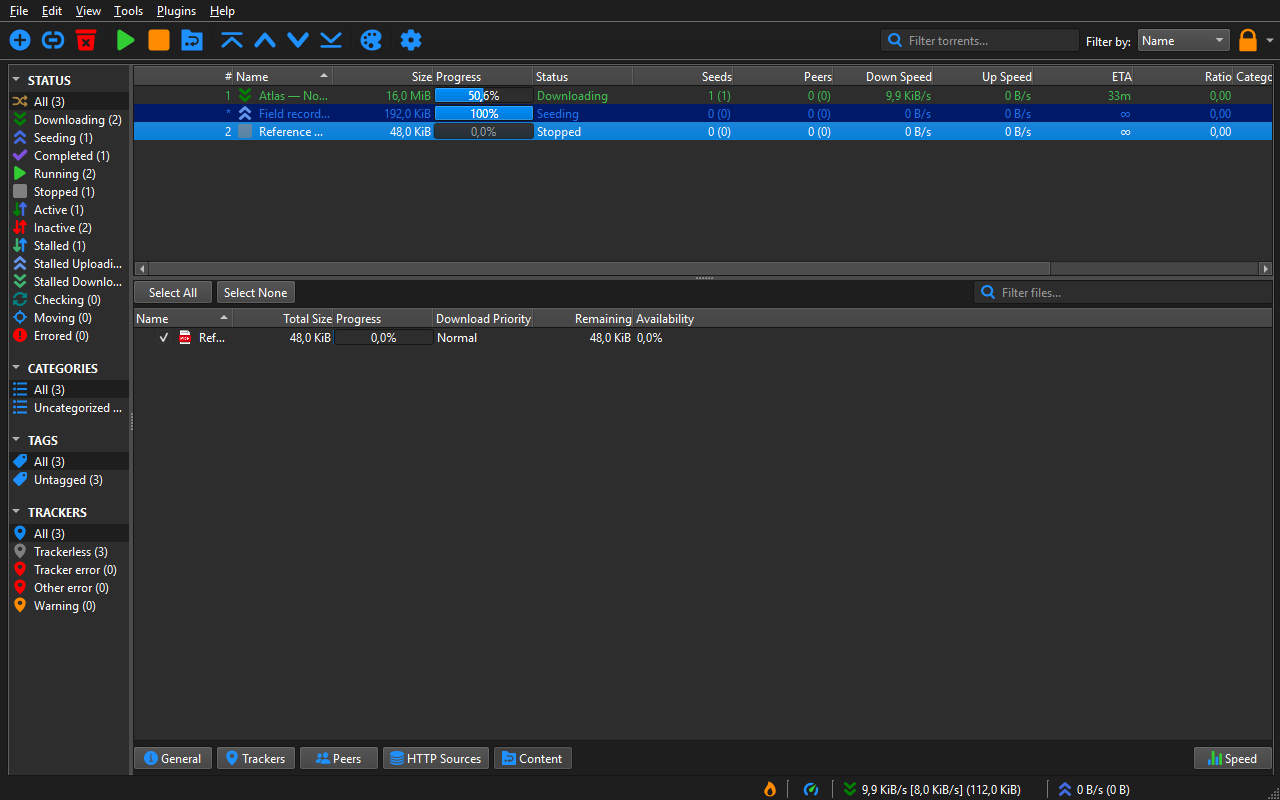 File Edit View Tools Plugins Help
Filter torrents... Filter by: Name
STATUS
All (3)
Downloading (2)
Seeding (1)
Completed (1)
Running (2)
Stopped (1)
Active (1)
Inactive (2)
Stalled (1)
Stalled Uploadi...
Stalled Downlo...
Checking (0)
Moving (0)
Errored (0)
CATEGORIES
All (3)
Uncategorized ...
TAGS
All (3)
Untagged (3)
TRACKERS
All (3)
Trackerless (3)
Tracker error (0)
Other error (0)
Warning (0)
# Name Size Progress Status Seeds Peers Down Speed Up Speed ETA Ratio Catego
1 Atlas — No... 16,0 MiB 50,6% Downloading 1 (1) 0 (0) 9,9 KiB/s 0 B/s 33m 0,00
* Field record... 192,0 KiB 100% Seeding 0 (0) 0 (0) 0 B/s 0 B/s ∞ 0,00
2 Reference ... 48,0 KiB 0,0% Stopped 0 (0) 0 (0) 0 B/s 0 B/s ∞ 0,00
Select All Select None Filter files...
Name Total Size Progress Download Priority Remaining Availability
Ref... 48,0 KiB 0,0% Normal 48,0 KiB 0,0%
General Trackers Peers HTTP Sources Content Speed
9,9 KiB/s [8,0 KiB/s] (112,0 KiB) 0 B/s (0 B)